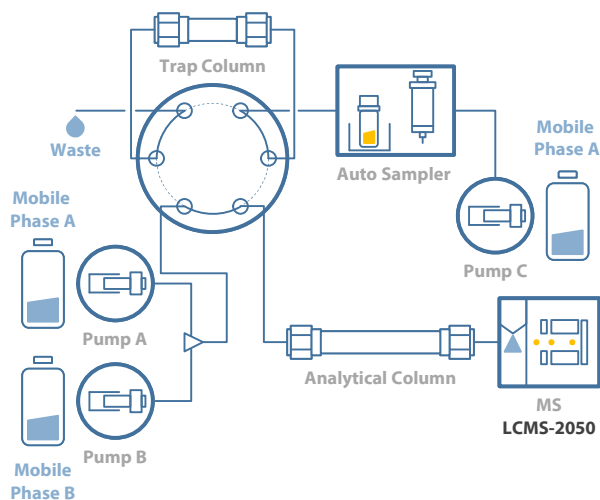 Trap Column
Waste
Auto Sampler
Mobile
Phase A
Pump C
Mobile
Phase A
Pump A
Mobile
Phase B
Pump B
Analytical Column
MS
LCMS-2050